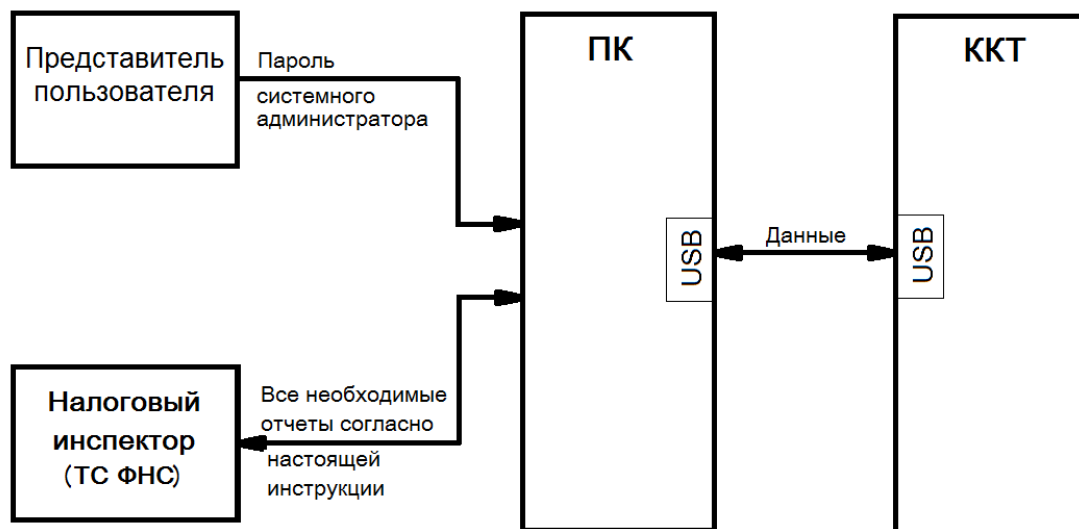 Представитель
пользователя
Пароль
системного
администратора
ПК
ККТ
USB
Данные
USB
Налоговый
инспектор
(ТС ФНС)
Все необходимые
отчеты согласно
настоящей
инструкции